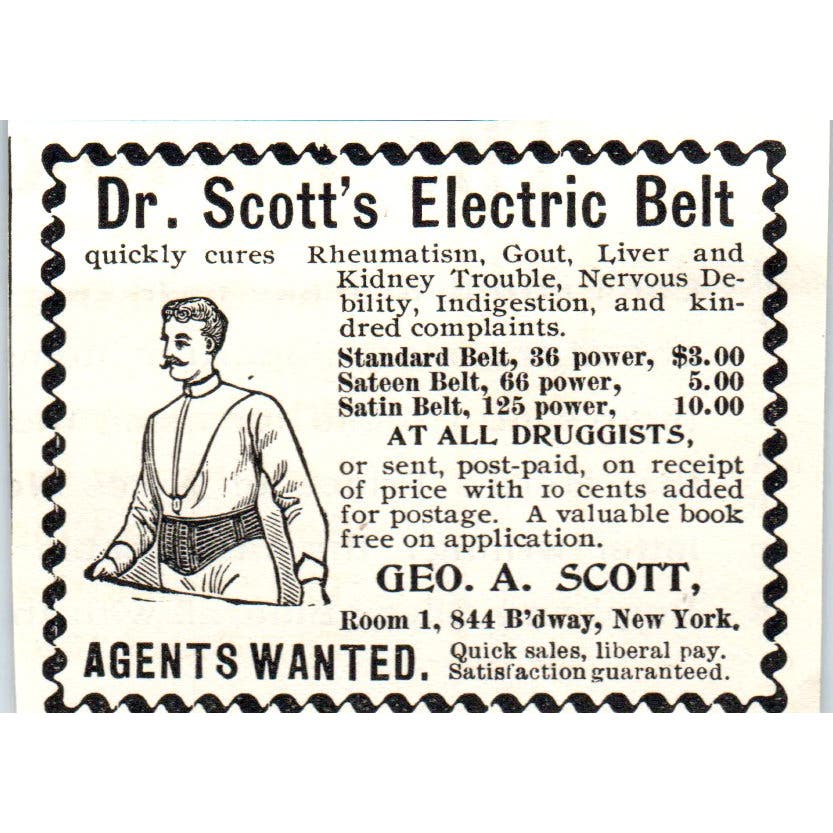 Dr. Scott's Electric Belt
quickly cures Rheumatism, Gout, Liver and
Kidney Trouble, Nervous De-
bility, Indigestion, and kin-
dred complaints.
Standard Belt, 36 power, $3.00
Sateen Belt, 66 power, 5.00
Satin Belt, 125 power, 10.00
AT ALL DRUGGISTS,
or sent, post-paid, on receipt
of price with 10 cents added
for postage. A valuable book
free on application.
GEO. A. SCOTT,
Room 1, 844 B'dway, New York.
AGENTS WANTED. Quick sales, liberal pay.
Satisfaction guaranteed.